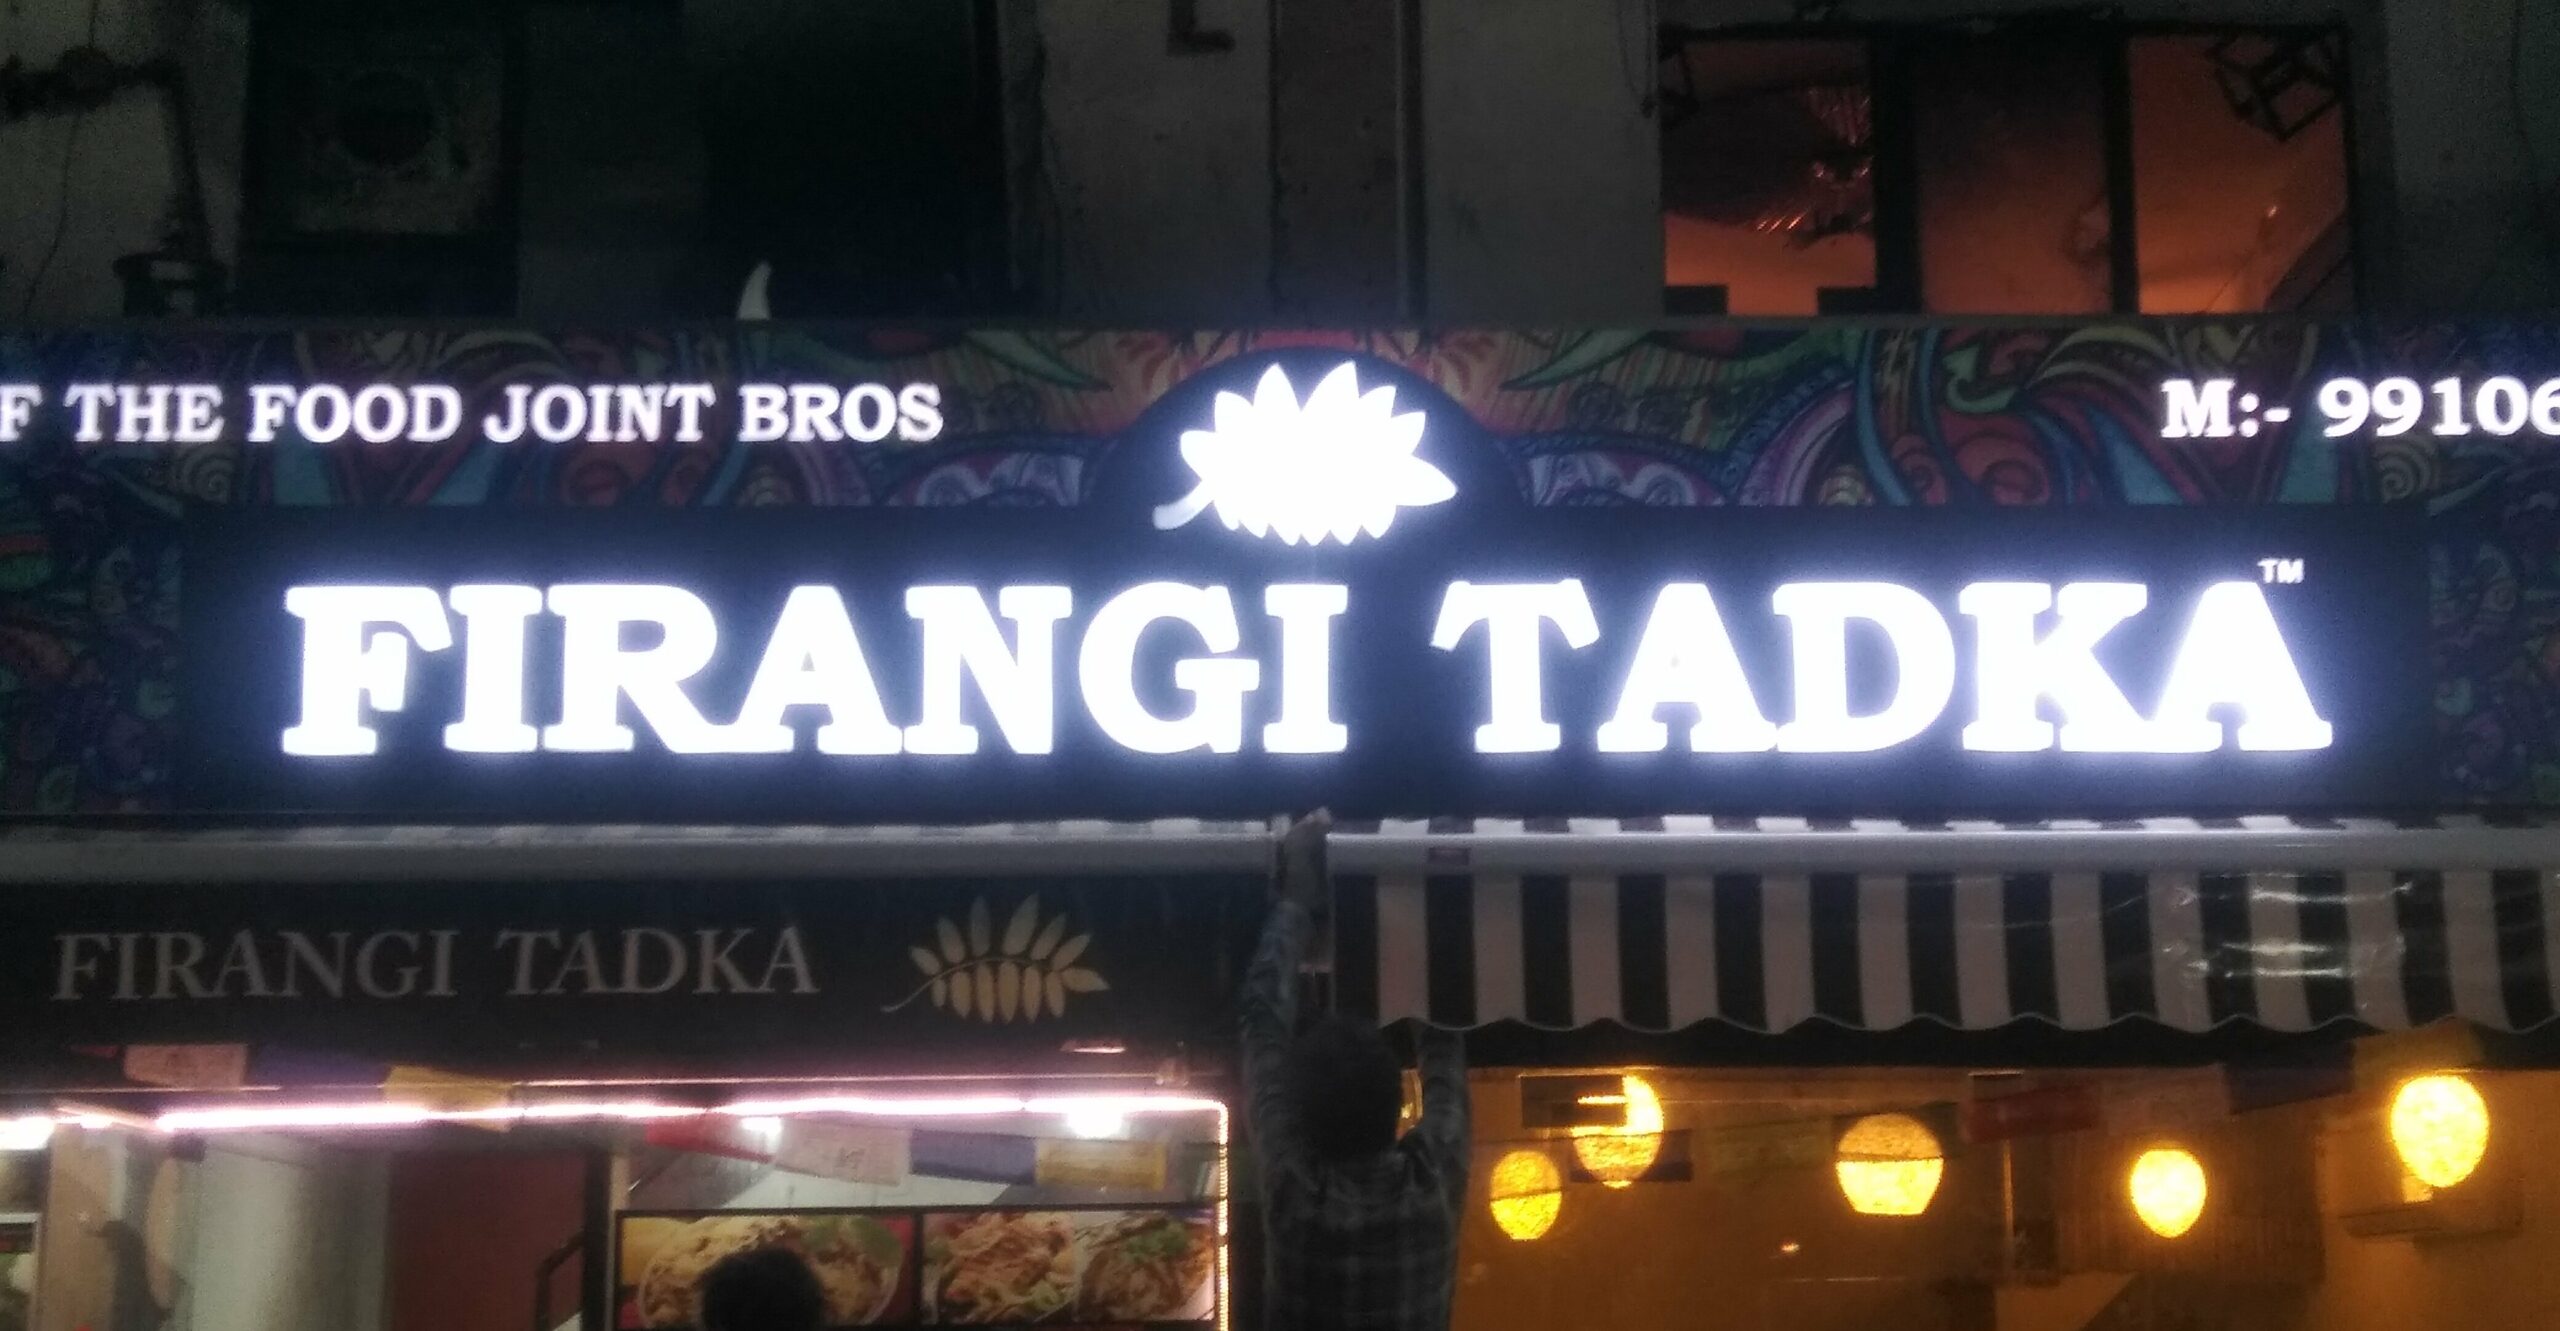 F THE FOOD JOINT BROS
M:- 99106
FIRANGI TADKA™
FIRANGI TADKA